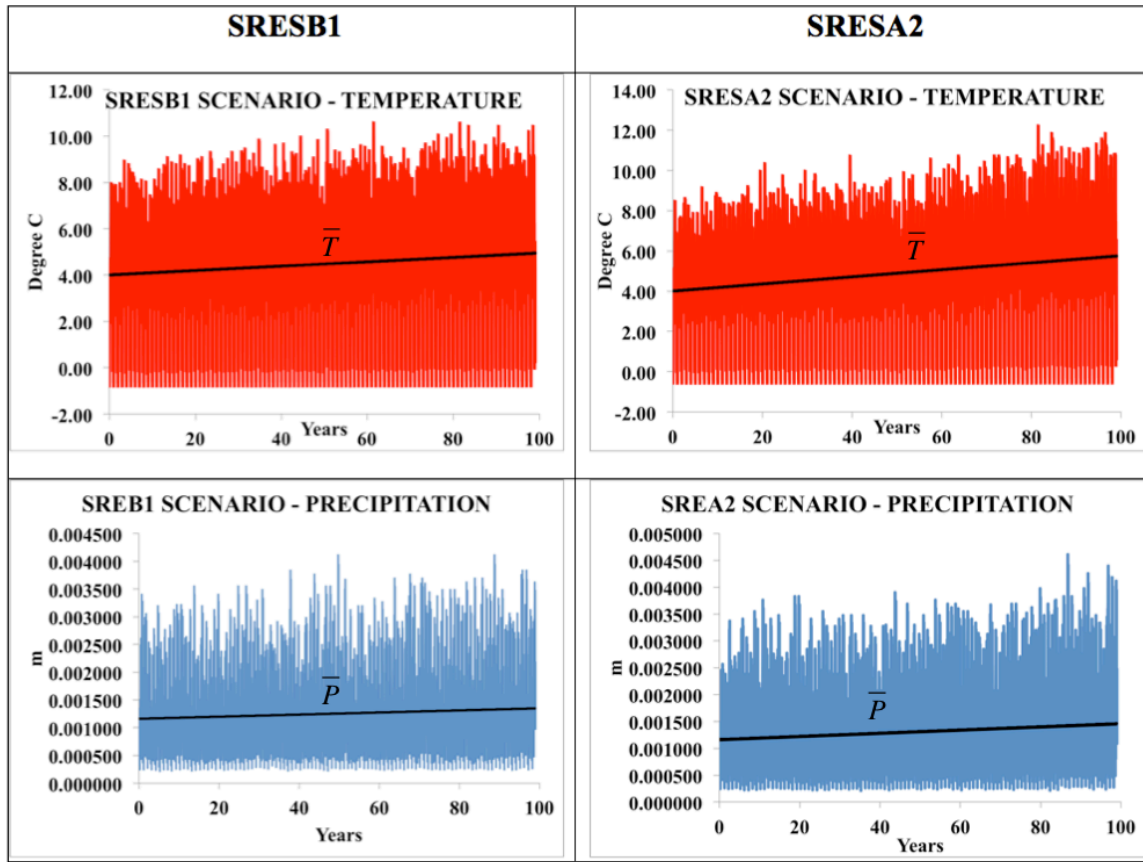 SRESB1
SRESA2
SRESB1 SCENARIO - TEMPERATURE
12.00
10.00
8.00
6.00
4.00
2.00
0.00
-2.00
Degree C
T̅
0 20 40 60 80 100
Years
SRESA2 SCENARIO - TEMPERATURE
14.00
12.00
10.00
8.00
6.00
4.00
2.00
0.00
-2.00
Degree C
T̅
0 20 40 60 80 100
Years
SREB1 SCENARIO - PRECIPITATION
0.004500
0.004000
0.003500
0.003000
0.002500
0.002000
0.001500
0.001000
0.000500
0.000000
m
P̅
0 20 40 60 80 100
Years
SREA2 SCENARIO - PRECIPITATION
0.005000
0.004500
0.004000
0.003500
0.003000
0.002500
0.002000
0.001500
0.001000
0.000500
0.000000
m
P̅
0 20 40 60 80 100
Years